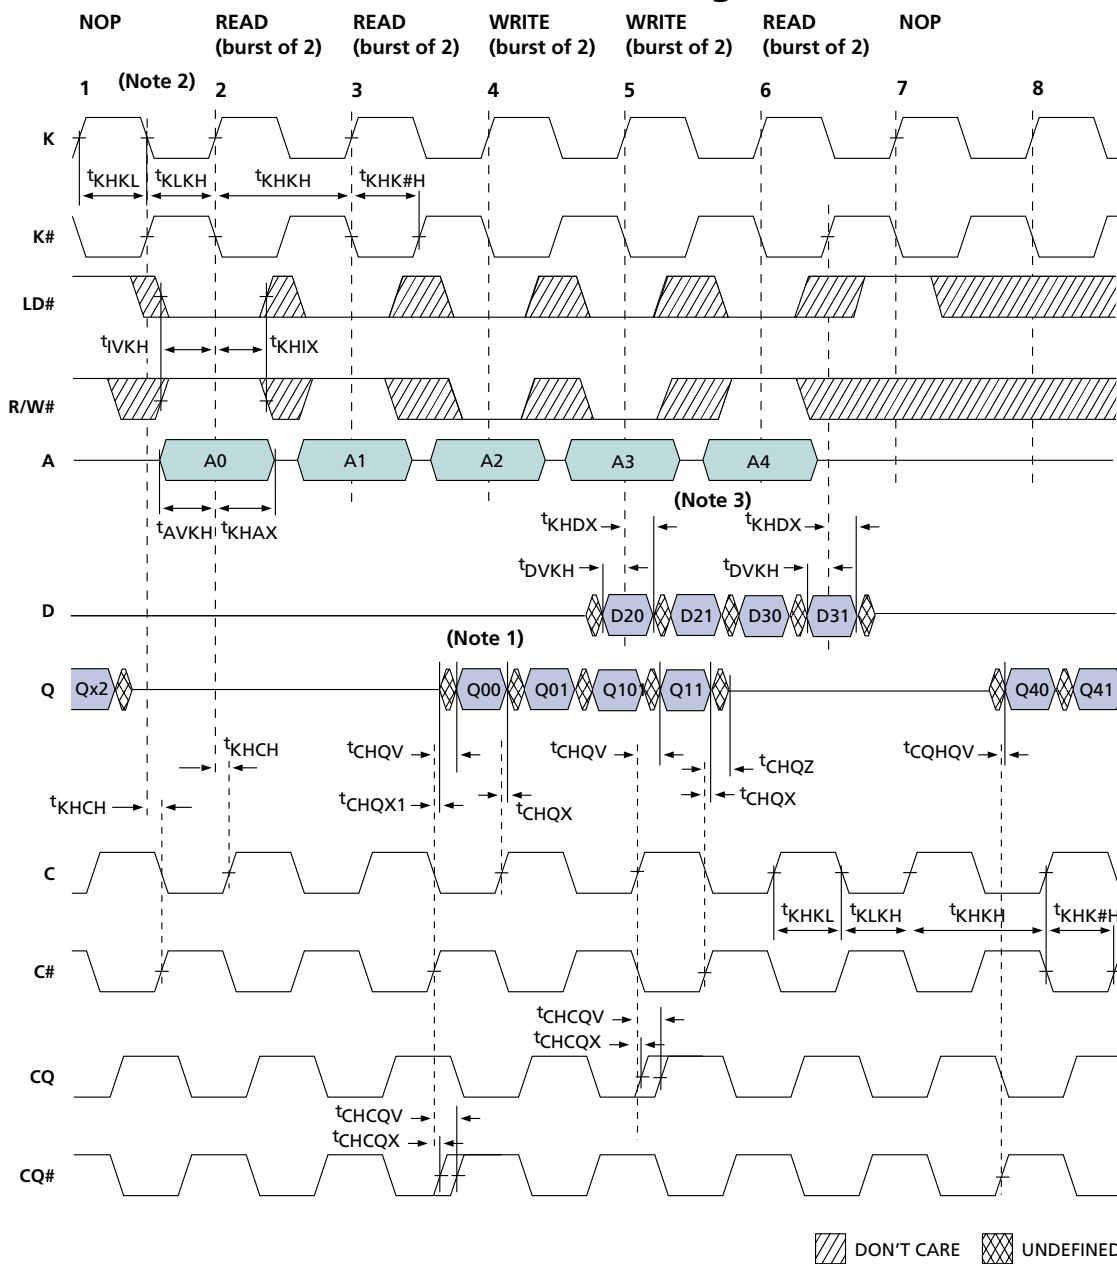 NOP READ READ WRITE WRITE READ NOP
(burst of 2) (burst of 2) (burst of 2) (burst of 2) (burst of 2)
1 (Note 2) 2 3 4 5 6 7 8
K
tKHKL tKLKH tKHKH tKHK#H
K#
LD#
tIVKH tKHIX
R/W#
A A0 A1 A2 A3 A4
(Note 3)
tAVKH tKHAX tKHDX tKHDX
tDVKH tDVKH
D D20 D21 D30 D31
(Note 1)
Q Qx2 Q00 Q01 Q101 Q11 Q40 Q41
tKHCH tCHQV tCHQV tCHQZ tCQHQV
tKHCH tCHQX1 tCHQX tCHQX
C
tKHKL tKLKH tKHKH tKHK#H
C#
tCHCQV
tCHCQX
CQ
tCHCQV
tCHCQX
CQ#
DON'T CARE UNDEFINED